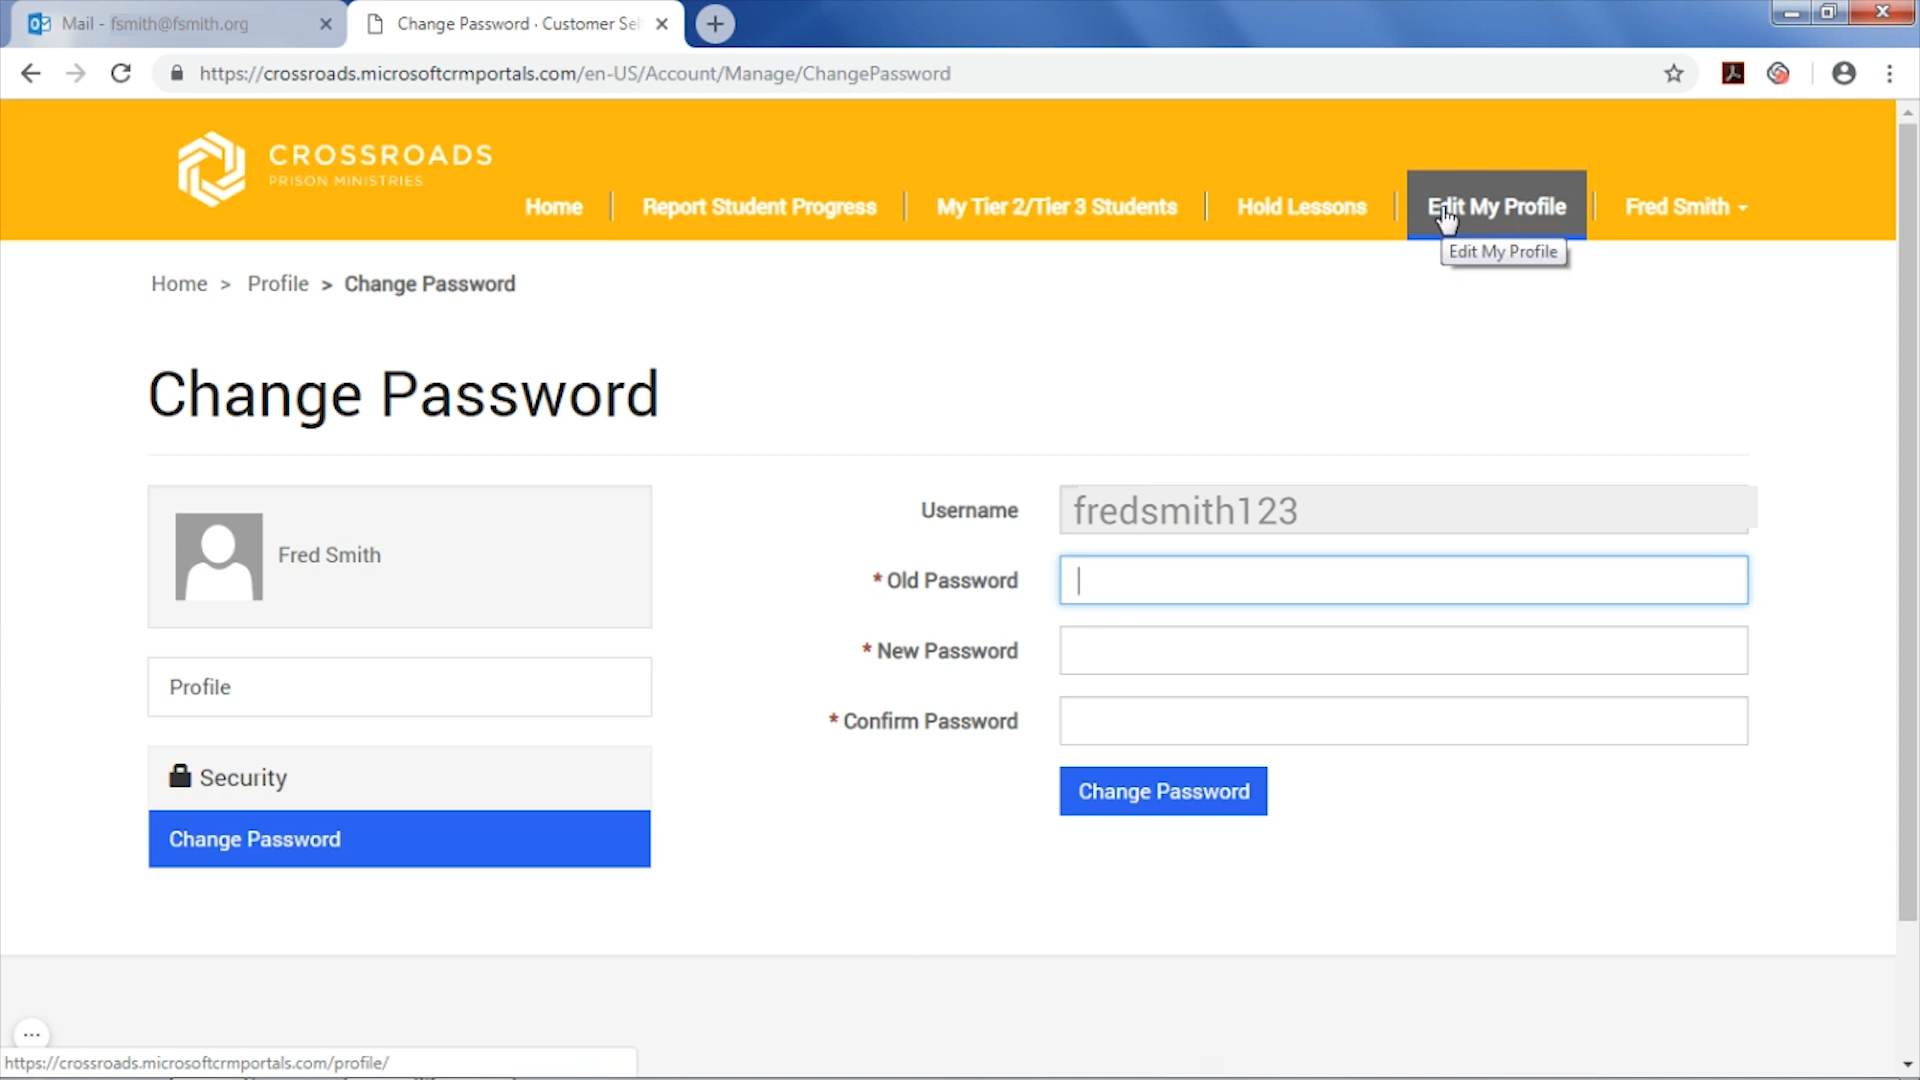 Mail - fsmith@fsmith.org
Change Password · Customer Sel
https://crossroads.microsoftcrmportals.com/en-US/Account/Manage/ChangePassword
CROSSROADS
PRISON MINISTRIES
Home
Report Student Progress
My Tier 2/Tier 3 Students
Hold Lessons
Edit My Profile
Fred Smith
Edit My Profile
Home > Profile > Change Password
Change Password
Fred Smith
Profile
Security
Change Password
Username
fredsmith123
* Old Password
* New Password
* Confirm Password
Change Password
https://crossroads.microsoftcrmportals.com/profile/